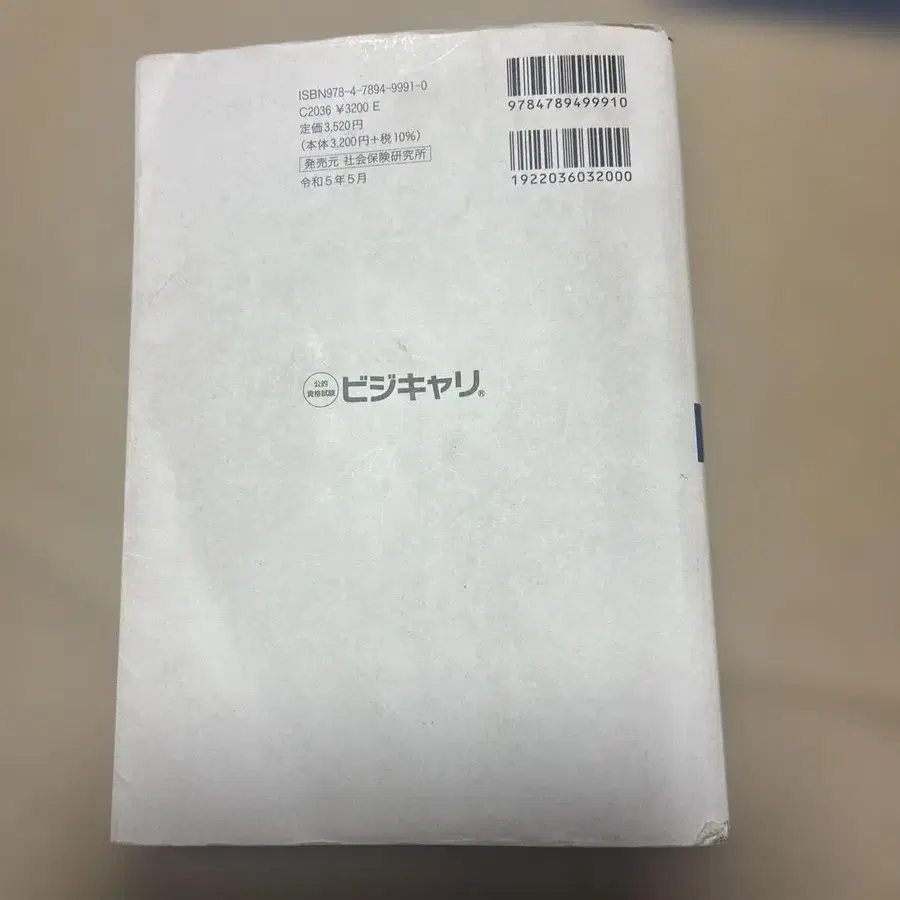 ISBN978-4-7894-9991-0
C2036 ¥3200 E
定価3,520円
(本体3,200円+税10%)
発売元 社会保険研究所
令和5年5月
9784789499910
1922036032000
公的
資格試験
ビジキャリ®